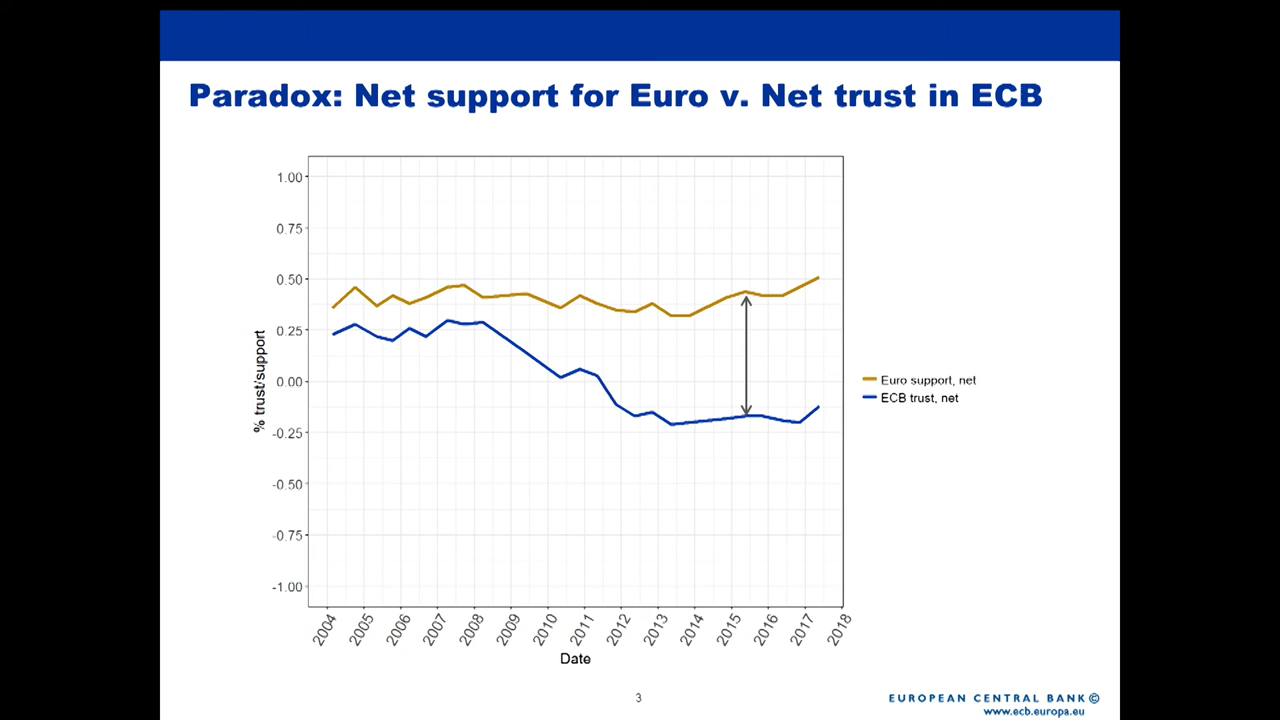 Paradox: Net support for Euro v. Net trust in ECB
1.00
0.75
0.50
0.25
0.00
-0.25
-0.50
-0.75
-1.00
% trust/support
2004 2005 2006 2007 2008 2009 2010 2011 2012 2013 2014 2015 2016 2017 2018
Date
Euro support, net
ECB trust, net
3
EUROPEAN CENTRAL BANK ©
www.ecb.europa.eu